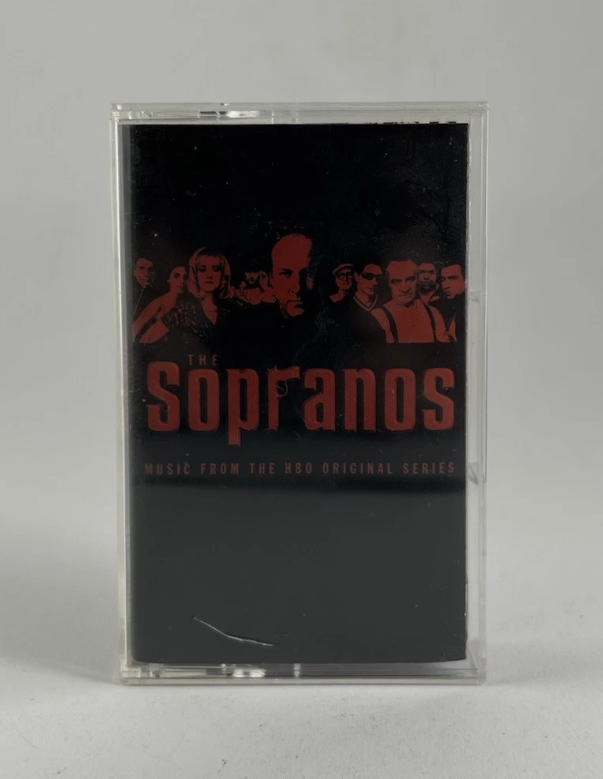 THE
Sopranos
MUSIC FROM THE HBO ORIGINAL SERIES